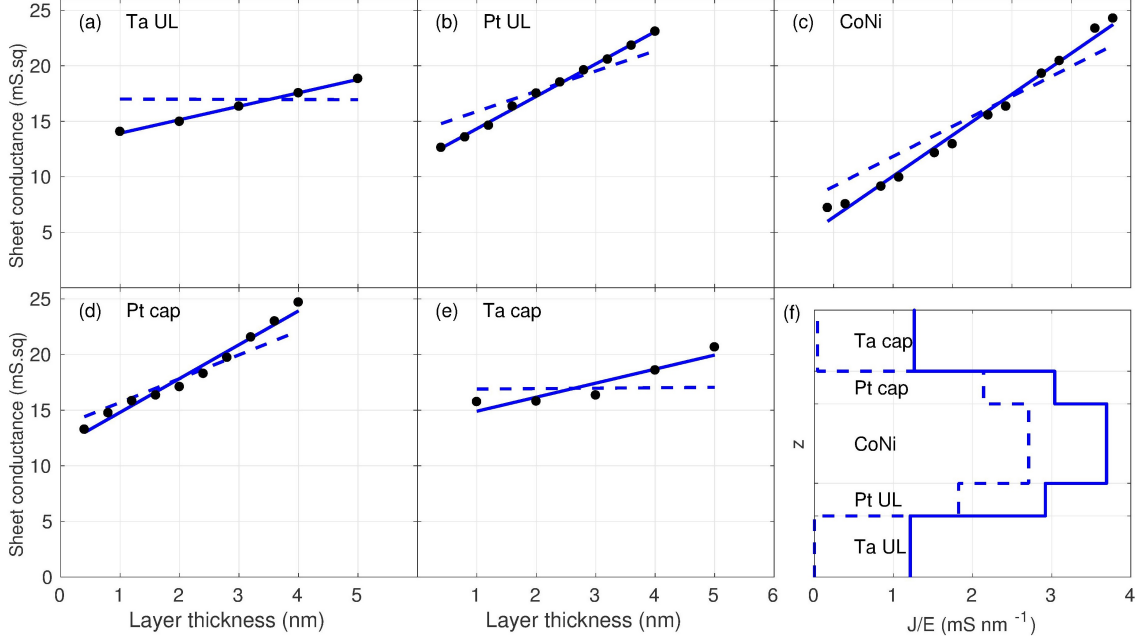 25
20
15
10
5
Sheet conductance (mS.sq)
(a) Ta UL
(b) Pt UL
(c) CoNi
25
20
15
10
5
0
Sheet conductance (mS.sq)
(d) Pt cap
(e) Ta cap
(f)
Ta cap
Pt cap
CoNi
Pt UL
Ta UL
z
0 1 2 3 4 5
1 2 3 4 5 6
0 1 2 3 4
Layer thickness (nm)
Layer thickness (nm)
J/E (mS nm -1)